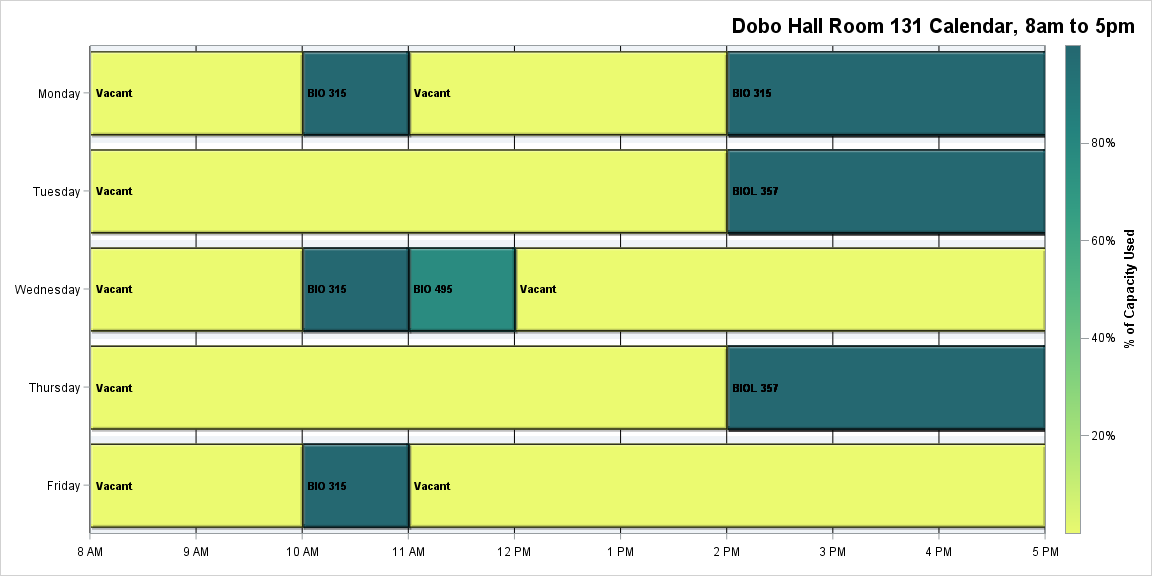 Dobo Hall Room 131 Calendar, 8am to 5pm
Monday
Vacant
BIO 315
Vacant
BIO 315
Tuesday
Vacant
BIOL 357
Wednesday
Vacant
BIO 315
BIO 495
Vacant
Thursday
Vacant
BIOL 357
Friday
Vacant
BIO 315
Vacant
8 AM
9 AM
10 AM
11 AM
12 PM
1 PM
2 PM
3 PM
4 PM
5 PM
80%
60%
40%
20%
% of Capacity Used